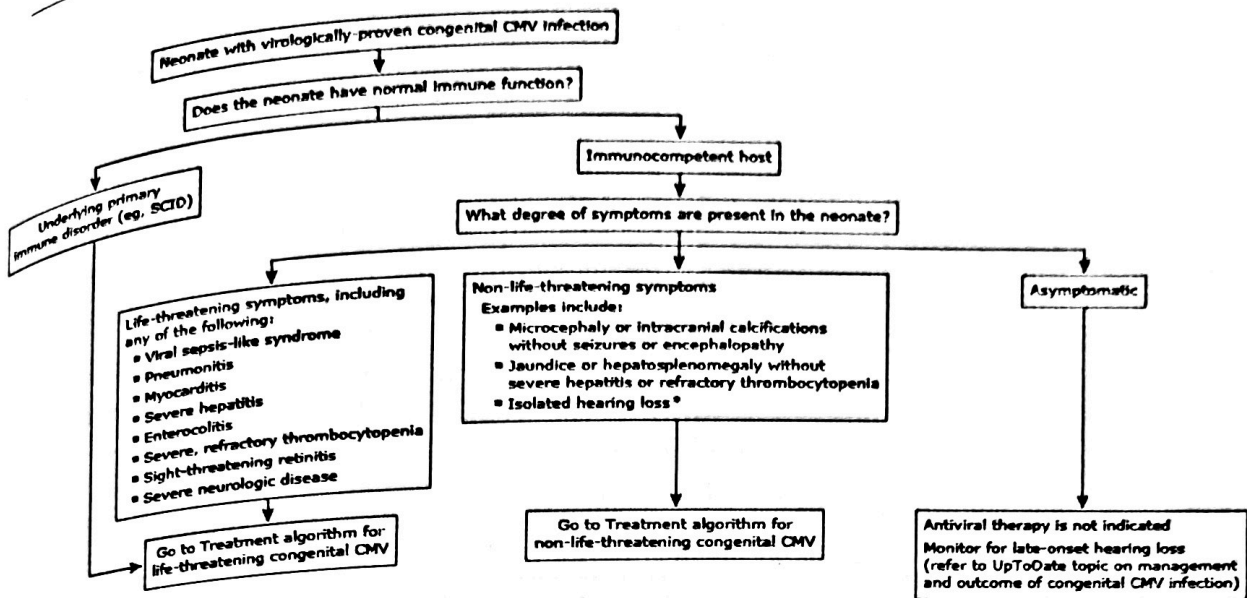 Neonate with virologically-proven congenital CMV infection
Does the neonate have normal immune function?
Underlying primary
immune disorder (eg, SCID)
Immunocompetent host
What degree of symptoms are present in the neonate?
Life-threatening symptoms, including
any of the following:
▪ Viral sepsis-like syndrome
▪ Pneumonitis
▪ Myocarditis
▪ Severe hepatitis
▪ Enterocolitis
▪ Severe, refractory thrombocytopenia
▪ Sight-threatening retinitis
▪ Severe neurologic disease
Non-life-threatening symptoms
Examples include:
▪ Microcephaly or intracranial calcifications
without seizures or encephalopathy
▪ Jaundice or hepatosplenomegaly without
severe hepatitis or refractory thrombocytopenia
▪ Isolated hearing loss*
Asymptomatic
Go to Treatment algorithm for
life-threatening congenital CMV
Go to Treatment algorithm for
non-life-threatening congenital CMV
Antiviral therapy is not indicated
Monitor for late-onset hearing loss
(refer to UpToDate topic on management
and outcome of congenital CMV infection)